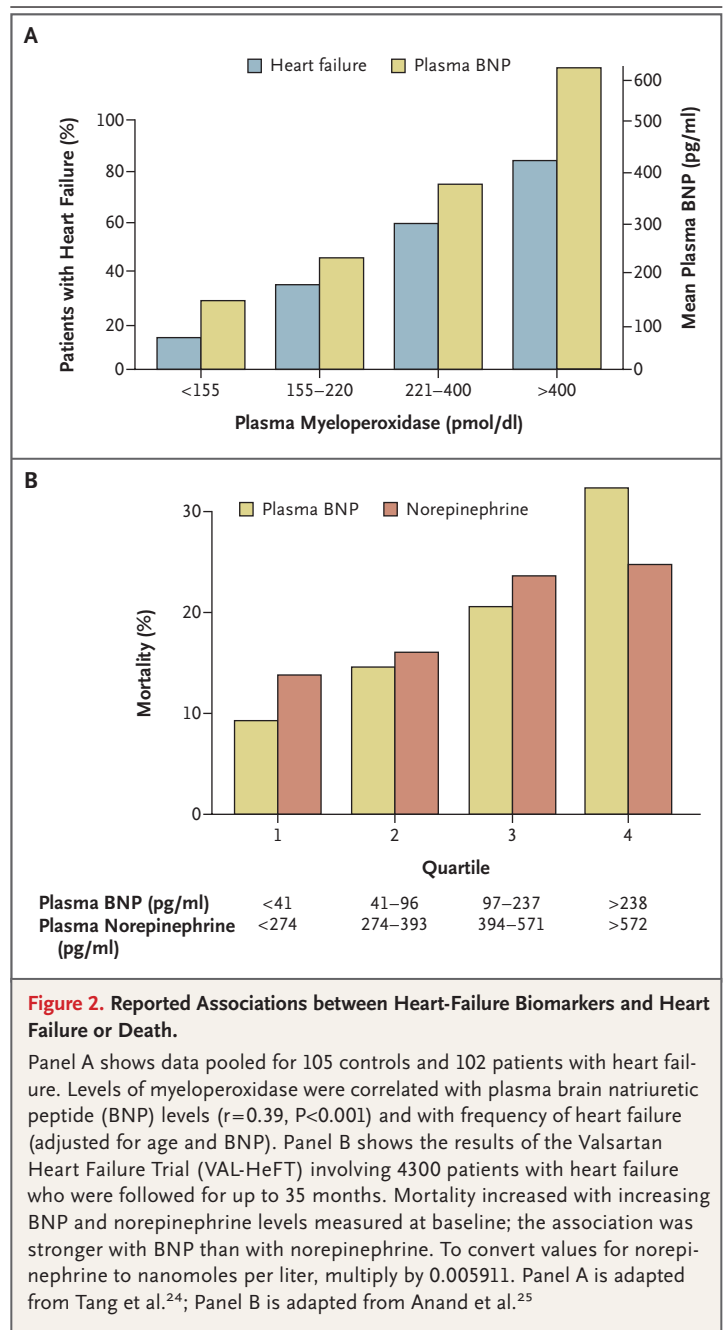 A
Heart failure Plasma BNP
Patients with Heart Failure (%)
100
80
60
40
20
0
600
500
400
300
200
100
0
Mean Plasma BNP (pg/ml)
<155 155–220 221–400 >400
Plasma Myeloperoxidase (pmol/dl)
B
Plasma BNP Norepinephrine
Mortality (%)
30
20
10
0
1 2 3 4
Quartile
Plasma BNP (pg/ml) <41 41–96 97–237 >238
Plasma Norepinephrine <274 274–393 394–571 >572
(pg/ml)
Figure 2. Reported Associations between Heart-Failure Biomarkers and Heart
Failure or Death.
Panel A shows data pooled for 105 controls and 102 patients with heart fail-
ure. Levels of myeloperoxidase were correlated with plasma brain natriuretic
peptide (BNP) levels (r=0.39, P<0.001) and with frequency of heart failure
(adjusted for age and BNP). Panel B shows the results of the Valsartan
Heart Failure Trial (VAL-HeFT) involving 4300 patients with heart failure
who were followed for up to 35 months. Mortality increased with increasing
BNP and norepinephrine levels measured at baseline; the association was
stronger with BNP than with norepinephrine. To convert values for norepi-
nephrine to nanomoles per liter, multiply by 0.005911. Panel A is adapted
from Tang et al.²⁴; Panel B is adapted from Anand et al.²⁵